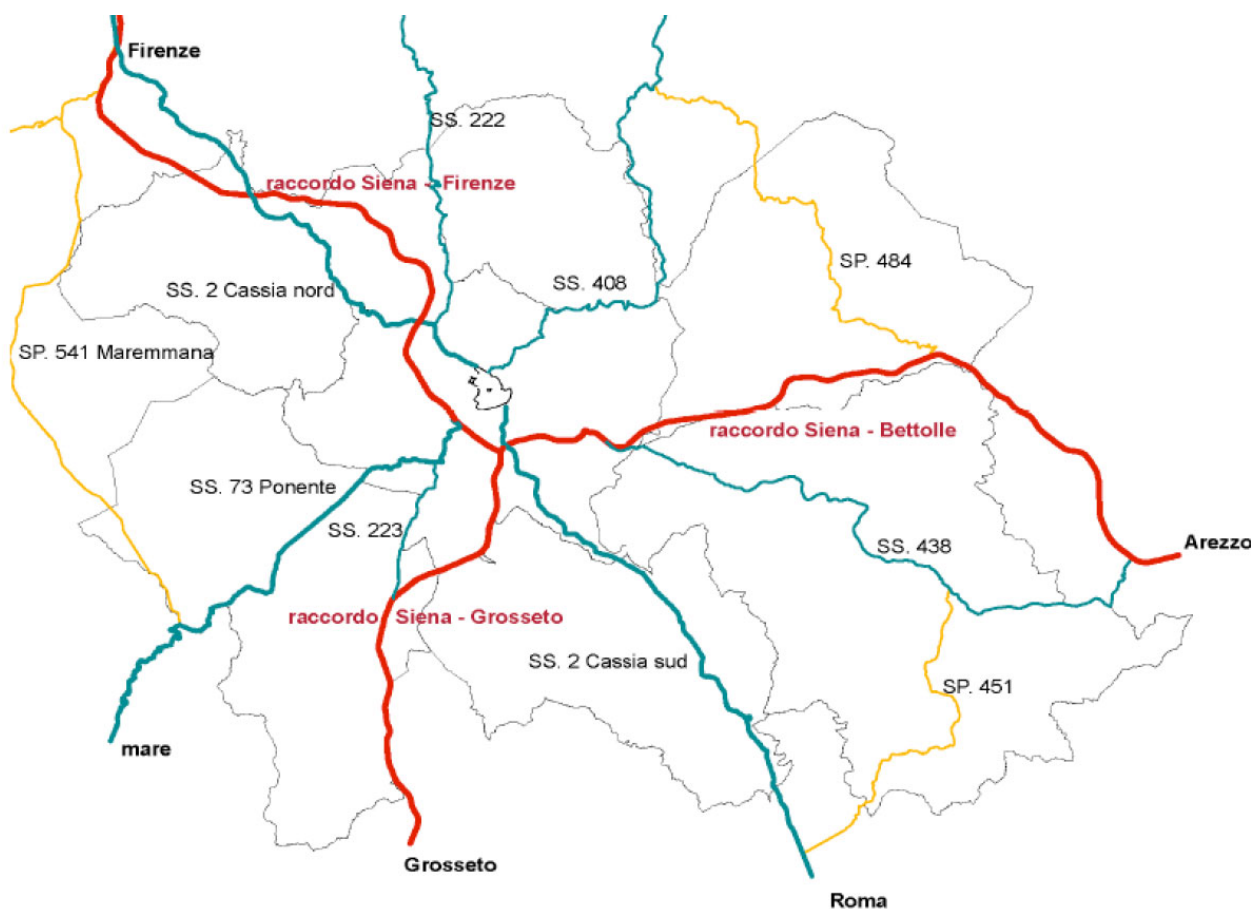 Firenze
SS. 222
raccordo Siena - Firenze
SP. 484
SS. 408
SS. 2 Cassia nord
SP. 541 Maremmana
raccordo Siena - Bettolle
SS. 73 Ponente
SS. 223
SS. 438
Arezzo
raccordo Siena - Grosseto
SS. 2 Cassia sud
SP. 451
mare
Grosseto
Roma